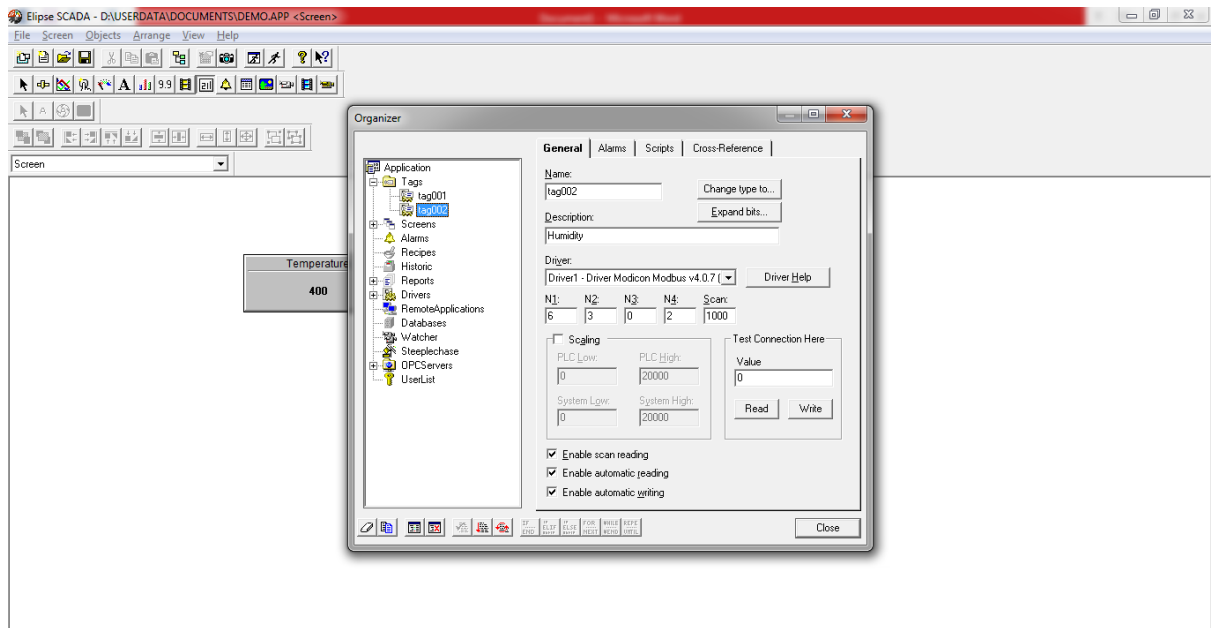 Elipse SCADA - D:\USERDATA\DOCUMENTS\DEMO.APP <Screen>
Document1 - Microsoft Word
File Screen Objects Arrange View Help
Screen
Temperature
400
Organizer
Application
Tags
tag001
tag002
Screens
Alarms
Recipes
Historic
Reports
Drivers
RemoteApplications
Databases
Watcher
Steeplechase
OPCServers
UserList
General Alarms Scripts Cross-Reference
Name:
tag002
Change type to...
Expand bits...
Description:
Humidity
Driver:
Driver1 - Driver Modicon Modbus v4.0.7 (
Driver Help
N1: N2: N3: N4: Scan:
6 3 0 2 1000
Scaling
PLC Low: PLC High:
0 20000
System Low: System High:
0 20000
Test Connection Here
Value
0
Read Write
Enable scan reading
Enable automatic reading
Enable automatic writing
Close